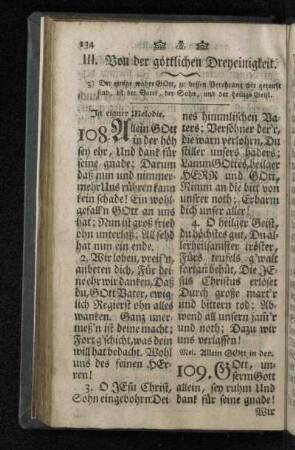 134
III. Von der göttlichen Dreyeinigkeit.
3) Der einige wahre GOtt, zu dessen Verehrung wir getauft
sind, ist der Vater, der Sohn, und der heilige Geist.
In eigner Melodie.
108. Allein GOtt
in der höh
sey ehr, Und dank für
seine gnade; Darum
daß nun und nimmer-
mehr Uns rühren kann
kein schade! Ein wohl-
gefall'n GOtt an uns
hat; Nun ist groß fried
ohn unterlaß; All fehd
hat nun ein ende.
2. Wir loben, preis'n,
anbeten dich, Für dei-
ne ehr wir danken, Daß
du, GOtt Vater, ewig-
lich Regierst ohn alles
wanken. Ganz uner-
meß'n ist deine macht;
Fort g'schicht, was dein
will hat bedacht. Wohl
uns des feinen HEr-
ren!
3. O JEsu Christ,
Sohn eingebohrn Dei-
nes himmlischen Va-
ters; Versöhner der'r,
die warn verlohrn, Du
stiller unsers haders;
Lamm GOttes, heilger
HERR und GOtt,
Nimm an die bitt von
unsrer noth; Erbarm
dich unser aller!
4. O heilger Geist,
du höchstes gut, Du al-
lerheilsamster tröster,
Fürs teufels g'walt
fortan behüt, Die JE-
sus Christus erlöset
Durch große mart'r
und bittern tod; Ab-
wend all unsern jam'r
und noth; Dazu wir
uns verlassen!
Mel. Allein GOtt in der.
109. GOtt, un-
serm Gott
allein, sey ruhm Und
dank für seine gnade!
Wir